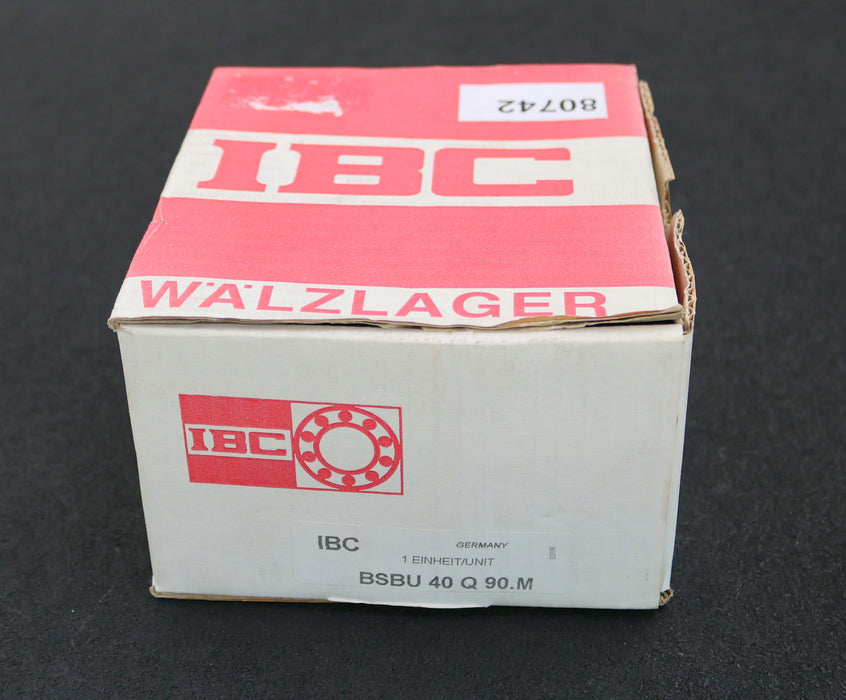 80742
IBC
WÄLZLAGER
IBC
IBC GERMANY
1 EINHEIT/UNIT
BSBU 40 Q 90.M